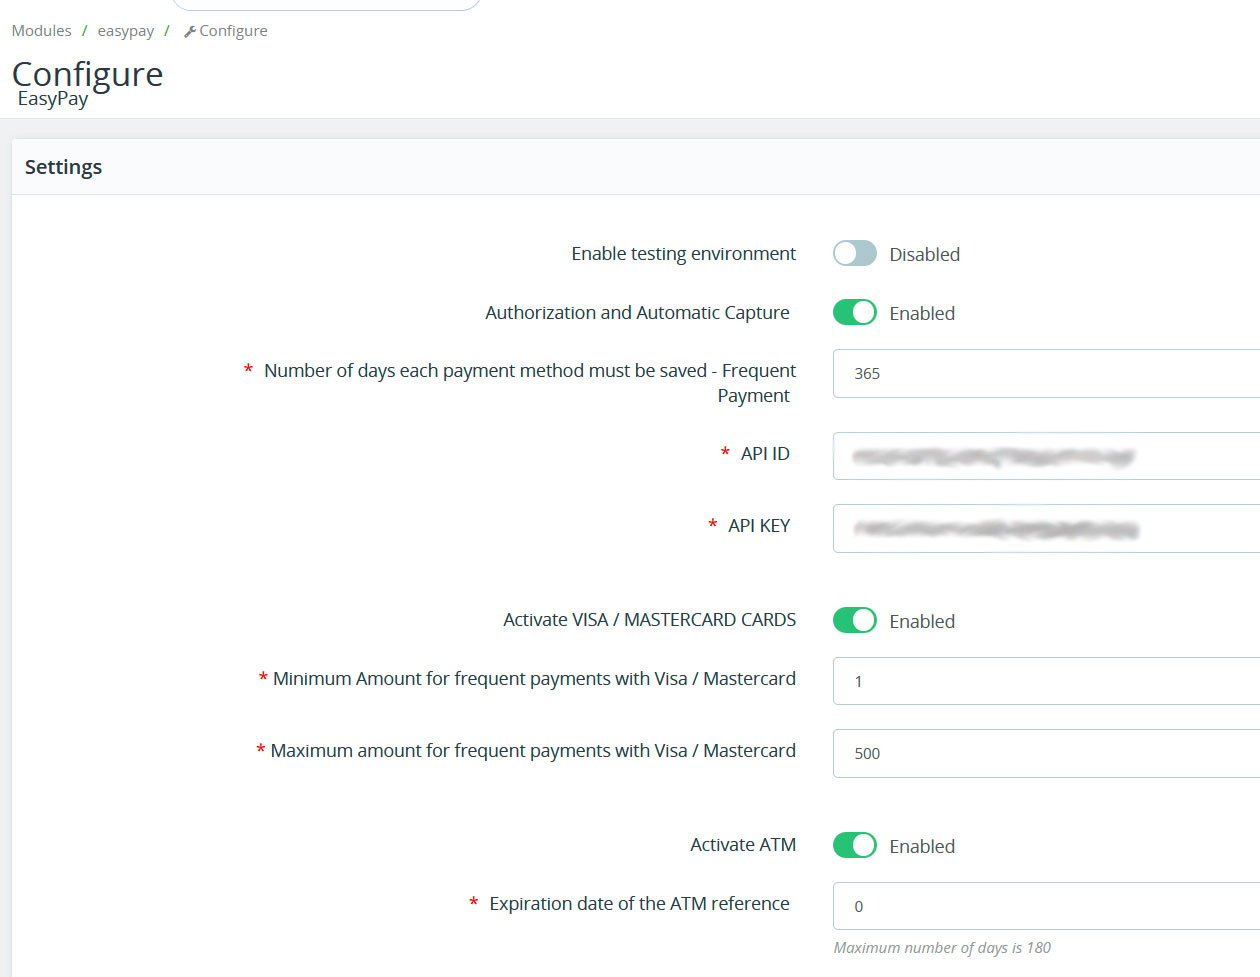 Modules / easypay / Configure
Configure
EasyPay
Settings
Enable testing environment Disabled
Authorization and Automatic Capture Enabled
* Number of days each payment method must be saved - Frequent
Payment
365
* API ID
* API KEY
Activate VISA / MASTERCARD CARDS Enabled
* Minimum Amount for frequent payments with Visa / Mastercard 1
* Maximum amount for frequent payments with Visa / Mastercard 500
Activate ATM Enabled
* Expiration date of the ATM reference 0
Maximum number of days is 180